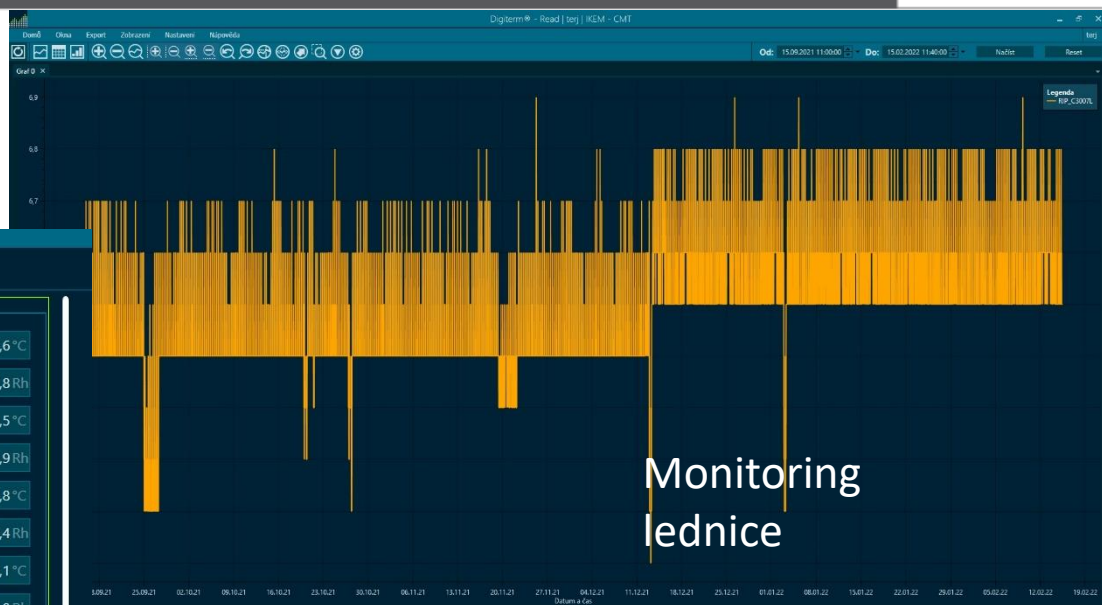 Digiterm® - Read | terj | IKEM - CMT
Domů Okna Export Zobrazení Nastavení Nápověda
terj
Od: 15.09.2021 11:00:00 Do: 15.02.2022 11:40:00 Načíst Reset
Graf 0 ×
Legenda
RIP_C3007L
6,9
6,8
6,7
,6 °C
,8 Rh
,5 °C
,9 Rh
,8 °C
,4 Rh
,1 °C
Monitoring
lednice
25.09.21 02.10.21 09.10.21 16.10.21 23.10.21 30.10.21 06.11.21 13.11.21 20.11.21 27.11.21 04.12.21 11.12.21 18.12.21 25.12.21 01.01.22 08.01.22 15.01.22 22.01.22 29.01.22 05.02.22 12.02.22 19.02.22
Datum a čas